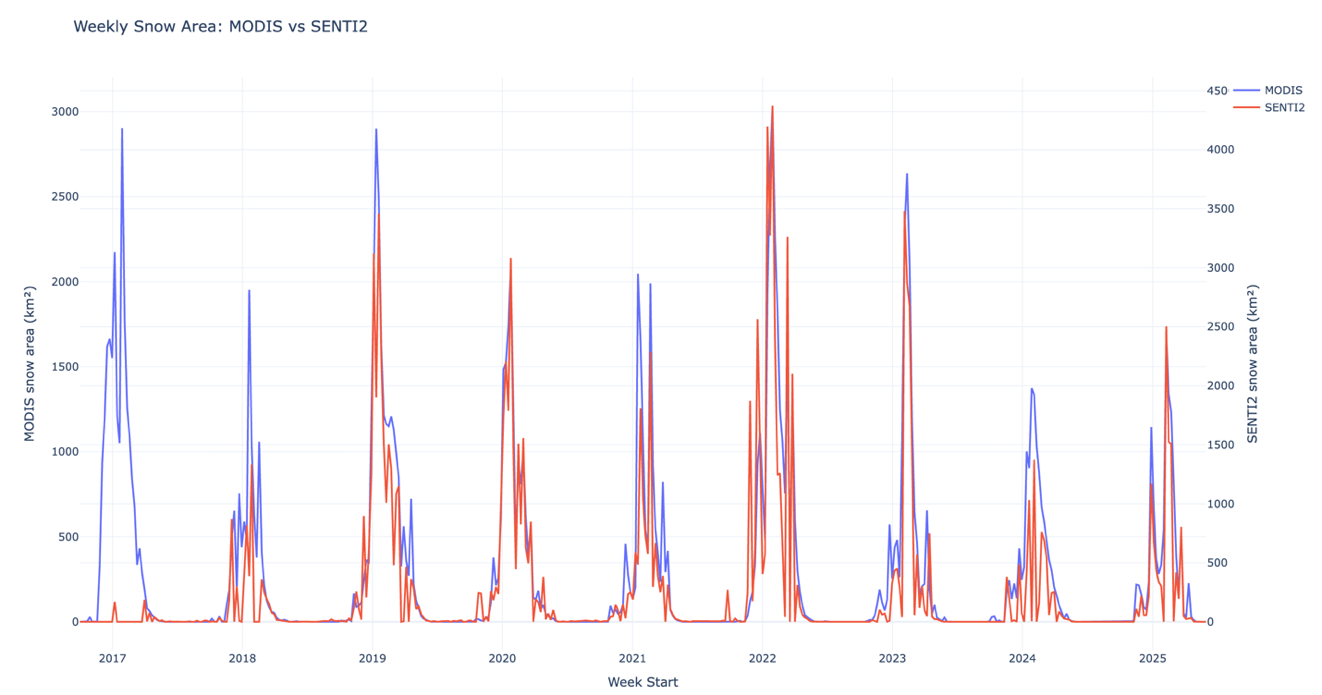 Weekly Snow Area: MODIS vs SENTI2
MODIS
SENTI2
3000
2500
2000
1500
1000
500
0
MODIS snow area (km²)
450
4000
3500
3000
2500
2000
1500
1000
500
0
SENTI2 snow area (km²)
2017 2018 2019 2020 2021 2022 2023 2024 2025
Week Start